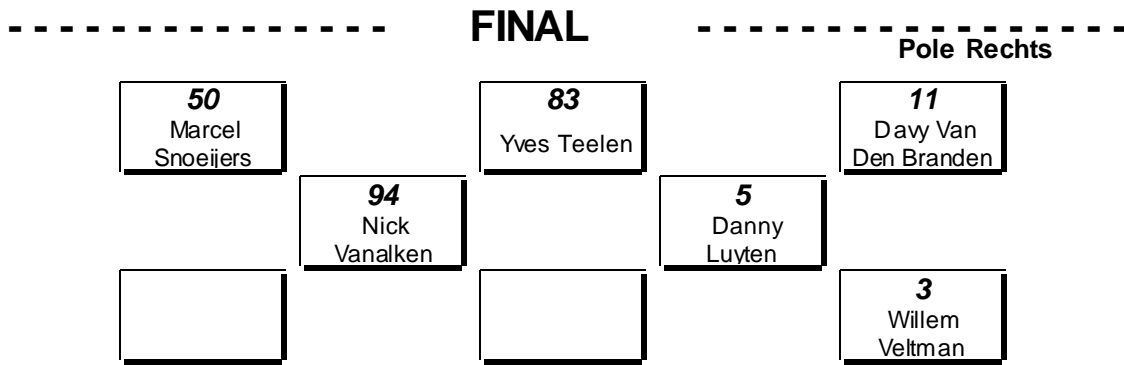 - - - - - - - - - - - - - - - - FINAL - - - - - - - - - - - - - - - - -
Pole Rechts
50
Marcel
Snoeijers
83
Yves Teelen
11
Davy Van
Den Branden
94
Nick
Vanalken
5
Danny
Luyten
3
Willem
Veltman